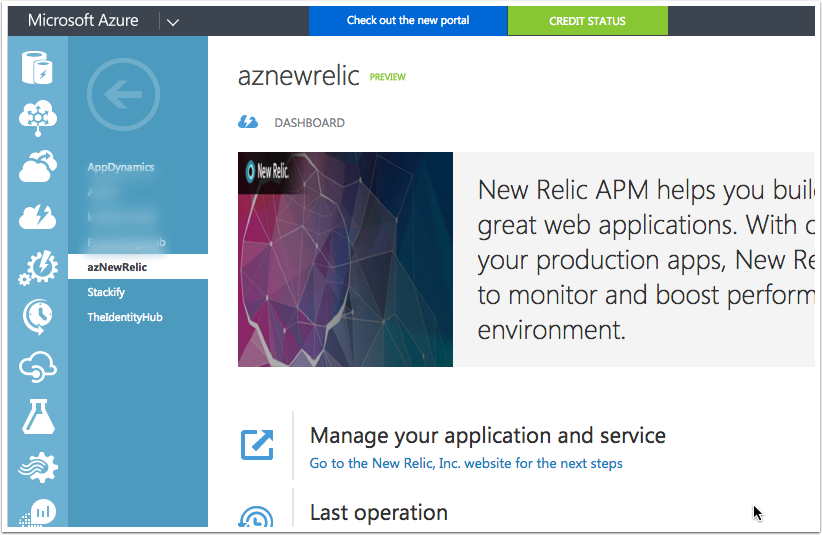 Microsoft Azure
Check out the new portal
CREDIT STATUS
AppDynamics
azNewRelic
Stackify
TheIdentityHub
aznewrelic PREVIEW
DASHBOARD
New Relic.
New Relic APM helps you buil
great web applications. With
your production apps, New Re
to monitor and boost perform
environment.
Manage your application and service
Go to the New Relic, Inc. website for the next steps
Last operation